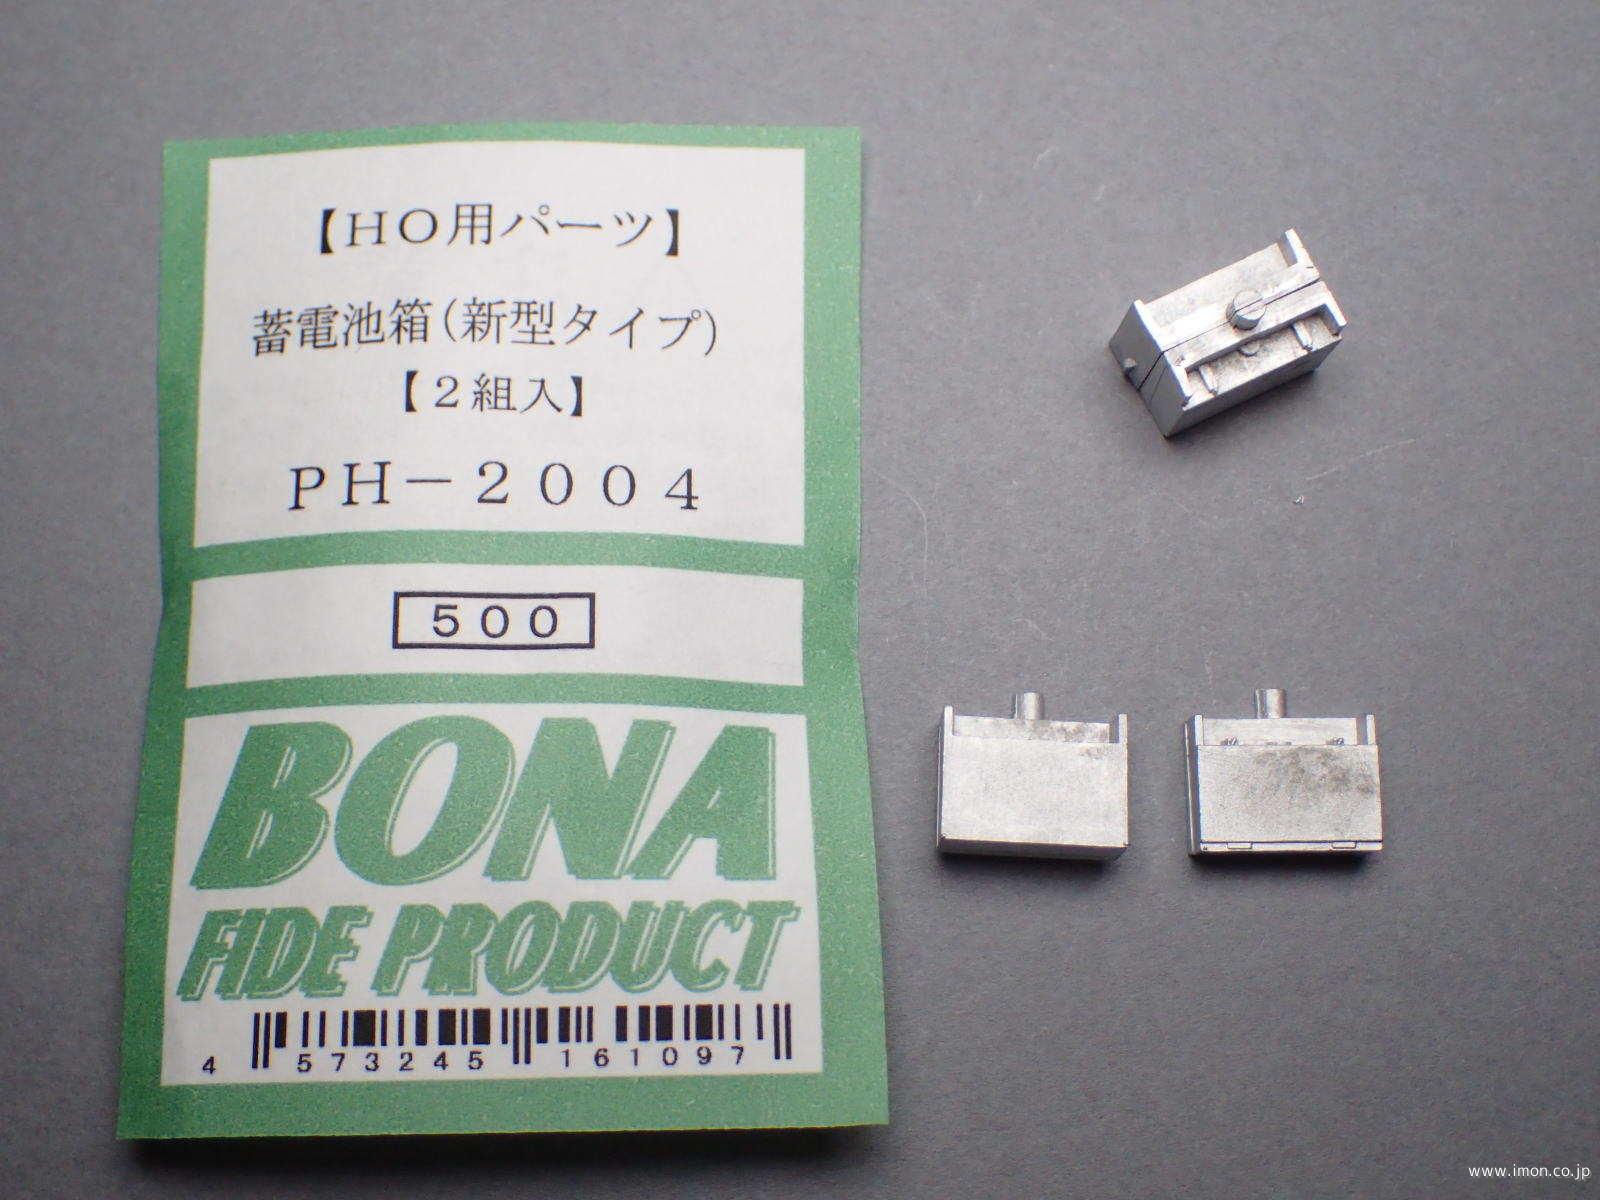 【ＨＯ用パーツ】
蓄電池箱（新型タイプ）
【２組入】
ＰＨ－２００４
５００
BONA
FIDE PRODUCT
4 573245 161097
www.imon.co.jp